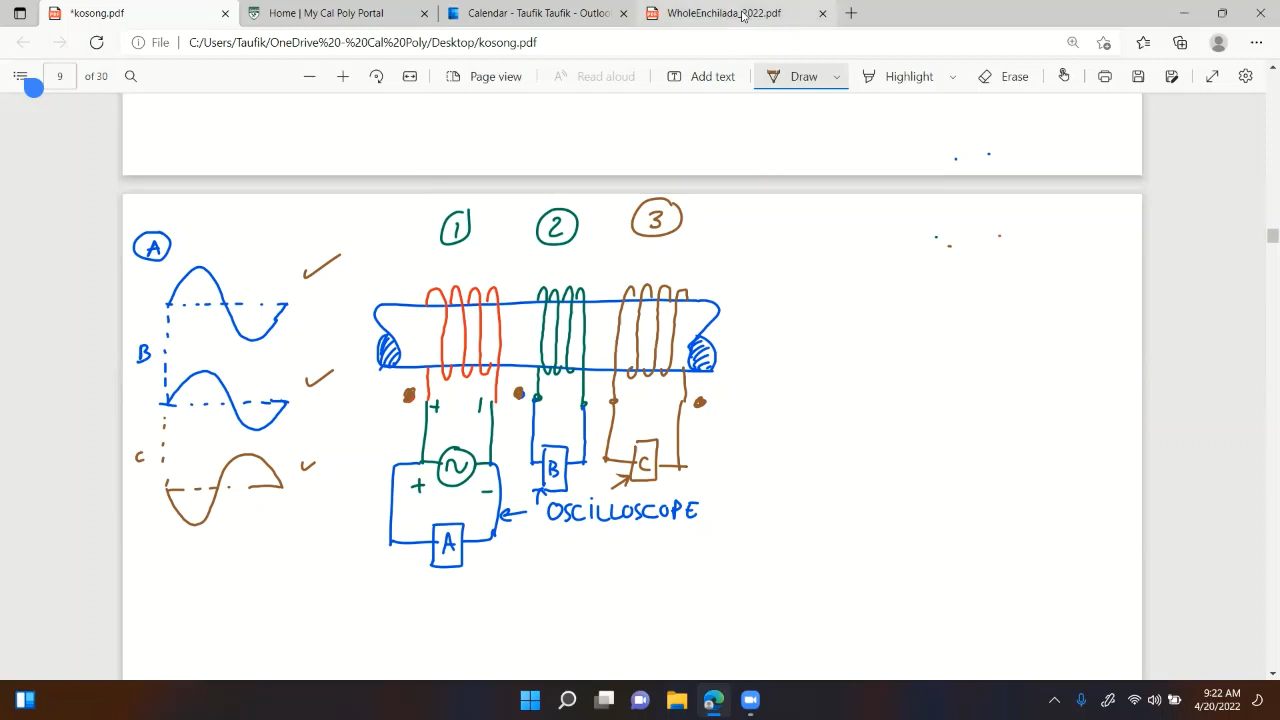 *kosong.pdf
Home | My Cal Poly Portal
Calendar - Taufik Taufik - Outloo
WholeEnchilada_2022.pdf
File
C:/Users/Taufik/OneDrive%20-%20Cal%20Poly/Desktop/kosong.pdf
9 of 30
Page view
Read aloud
Add text
Draw
Highlight
Erase
1 2 3
A
B
C
+
+ -
B
C
A
OSCILLOSCOPE
9:22 AM
4/20/2022